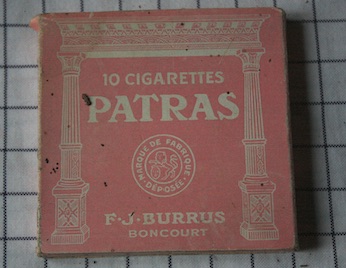 10 CIGARETTES
PATRAS
MARQUE DE FABRIQUE
DÉPOSÉE
F·J·BURRUS
BONCOURT